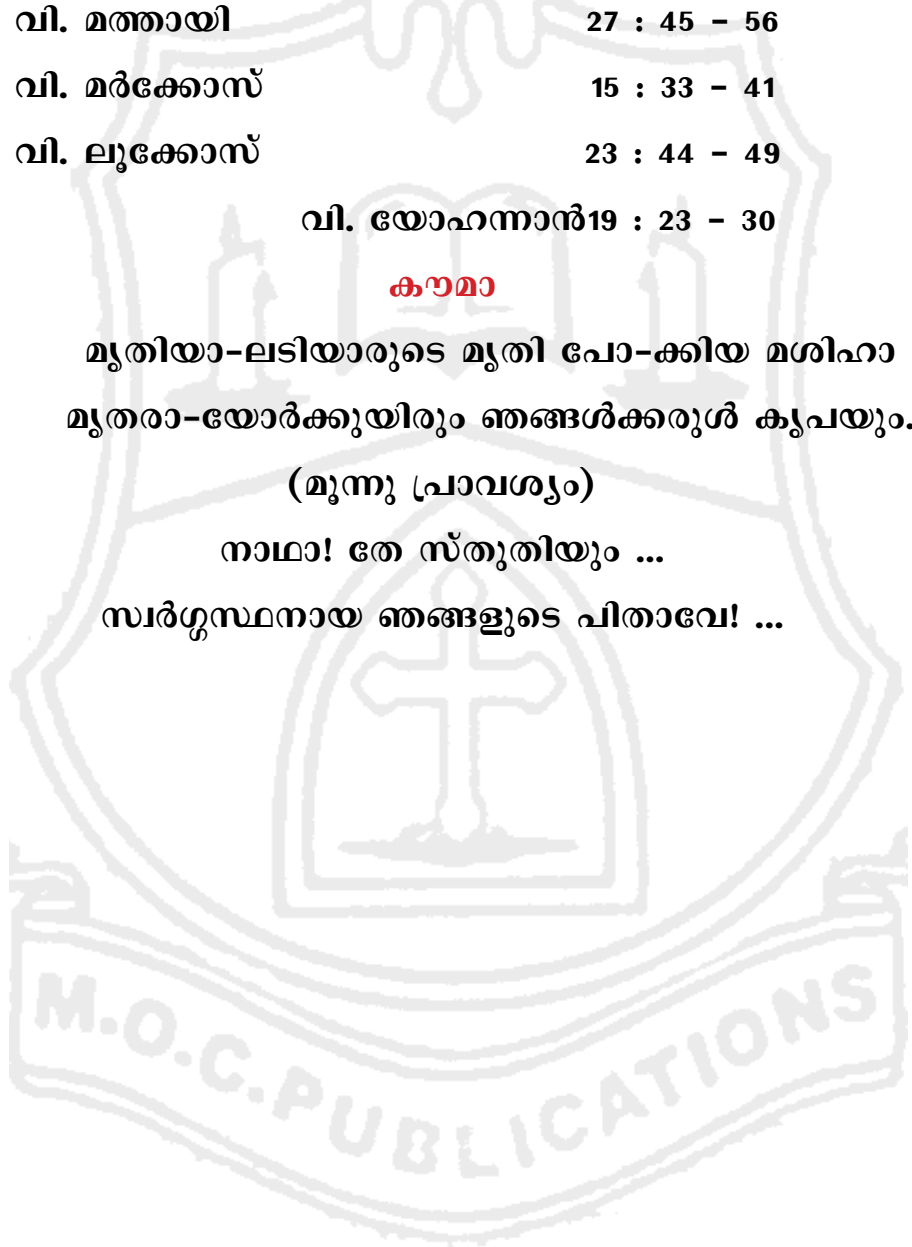 വി. മത്തായി 27 : 45 – 56
വി. മർക്കോസ് 15 : 33 – 41
വി. ലൂക്കോസ് 23 : 44 – 49
വി. യോഹന്നാൻ19 : 23 – 30
കൗമാ
മൃതിയാ-ലടിയാരുടെ മൃതി പോ-ക്കിയ മശിഹാ
മൃതരാ-യോർക്കുയിരും ഞങ്ങൾക്കരുൾ കൃപയും.
(മൂന്നു പ്രാവശ്യം)
നാഥാ! തേ സ്തുതിയും ...
സ്വർഗ്ഗസ്ഥനായ ഞങ്ങളുടെ പിതാവേ! ...
M.O.C.PUBLICATIONS